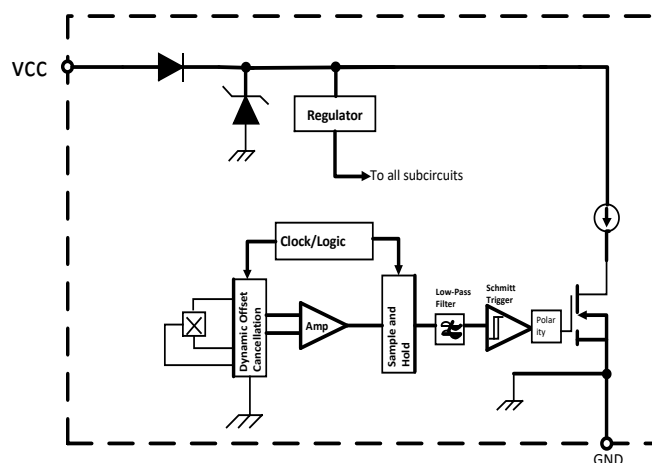 VCC
Regulator
To all subcircuits
Clock/Logic
Dynamic Offset
Cancellation
Amp
Sample and
Hold
Low-Pass
Filter
Schmitt
Trigger
Polar
ity
GND